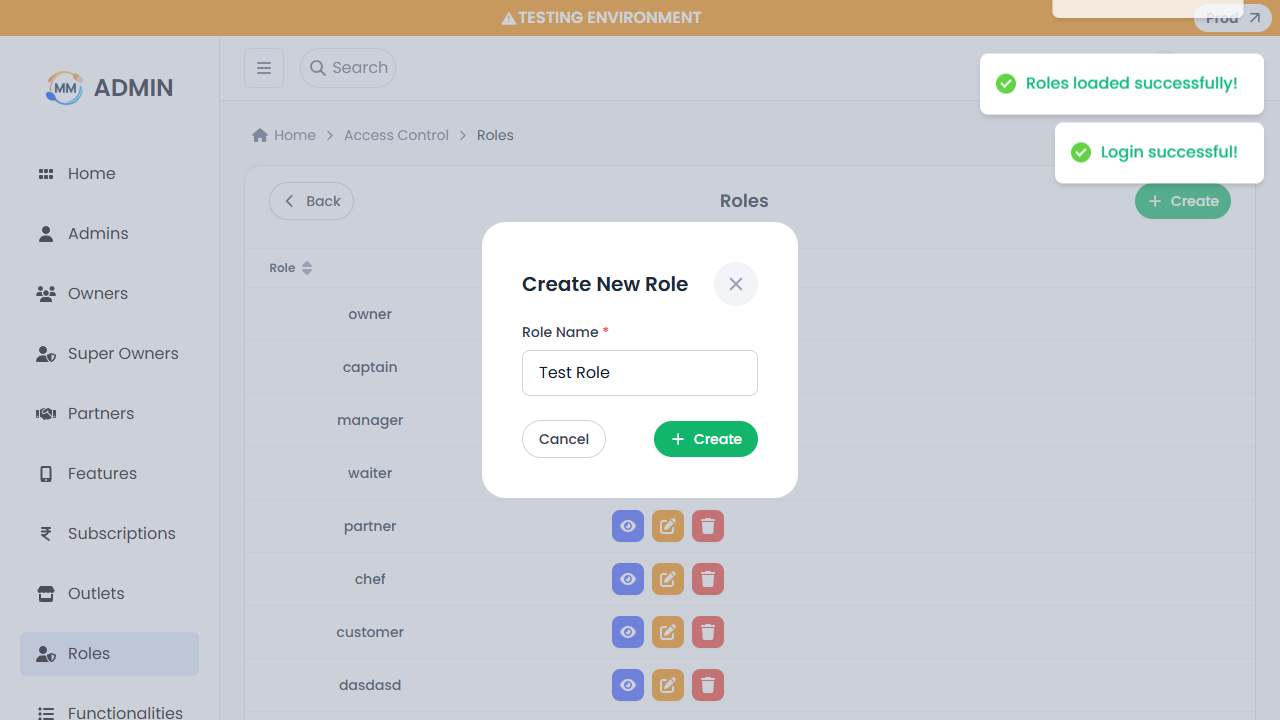 TESTING ENVIRONMENT
Prod
MM ADMIN
Search
Roles loaded successfully!
Login successful!
Home > Access Control > Roles
Home
Admins
Owners
Super Owners
Partners
Features
Subscriptions
Outlets
Roles
Functionalities
Back
Roles
Create
Role
owner
captain
manager
waiter
partner
chef
customer
dasdasd
Create New Role
Role Name *
Test Role
Cancel
Create